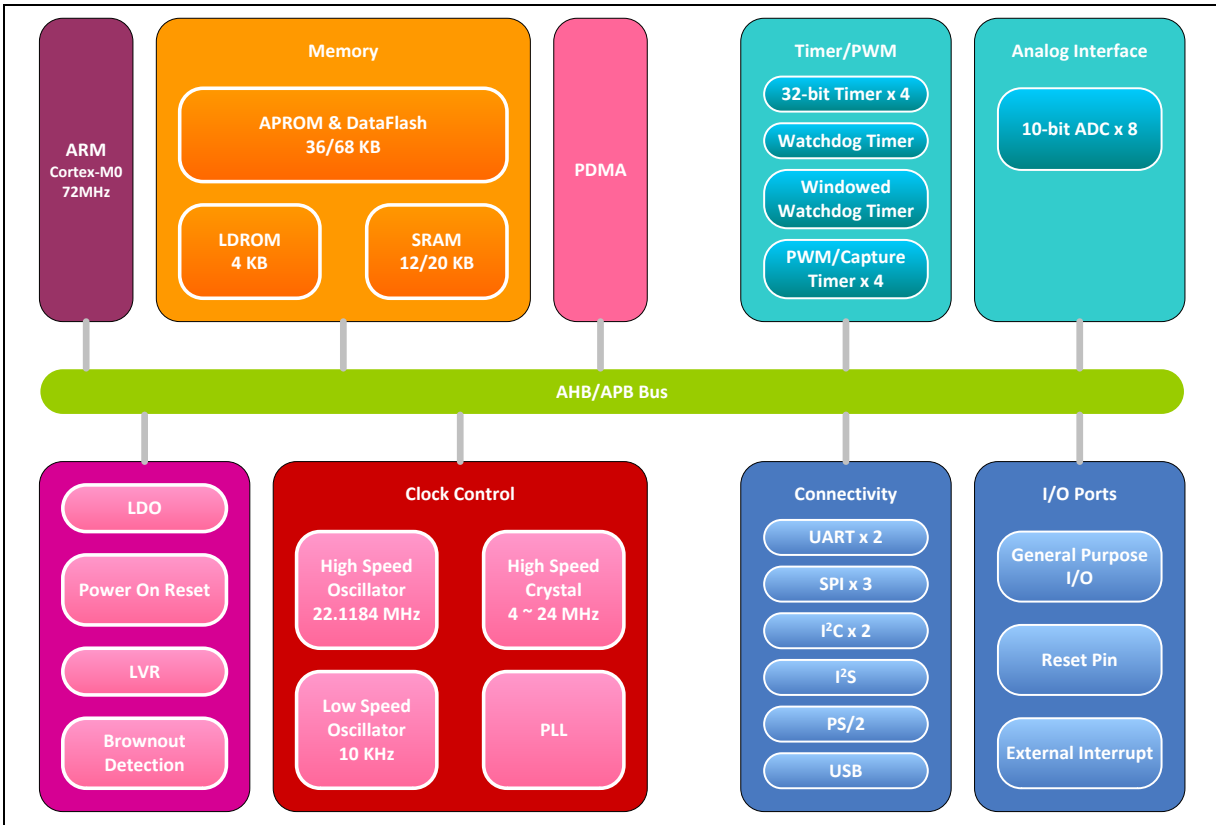 ARM
Cortex-M0
72MHz
Memory
APROM & DataFlash
36/68 KB
LDROM
4 KB
SRAM
12/20 KB
PDMA
Timer/PWM
32-bit Timer x 4
Watchdog Timer
Windowed
Watchdog Timer
PWM/Capture
Timer x 4
Analog Interface
10-bit ADC x 8
AHB/APB Bus
LDO
Power On Reset
LVR
Brownout
Detection
Clock Control
High Speed
Oscillator
22.1184 MHz
High Speed
Crystal
4 ~ 24 MHz
Low Speed
Oscillator
10 KHz
PLL
Connectivity
UART x 2
SPI x 3
I²C x 2
I²S
PS/2
USB
I/O Ports
General Purpose
I/O
Reset Pin
External Interrupt